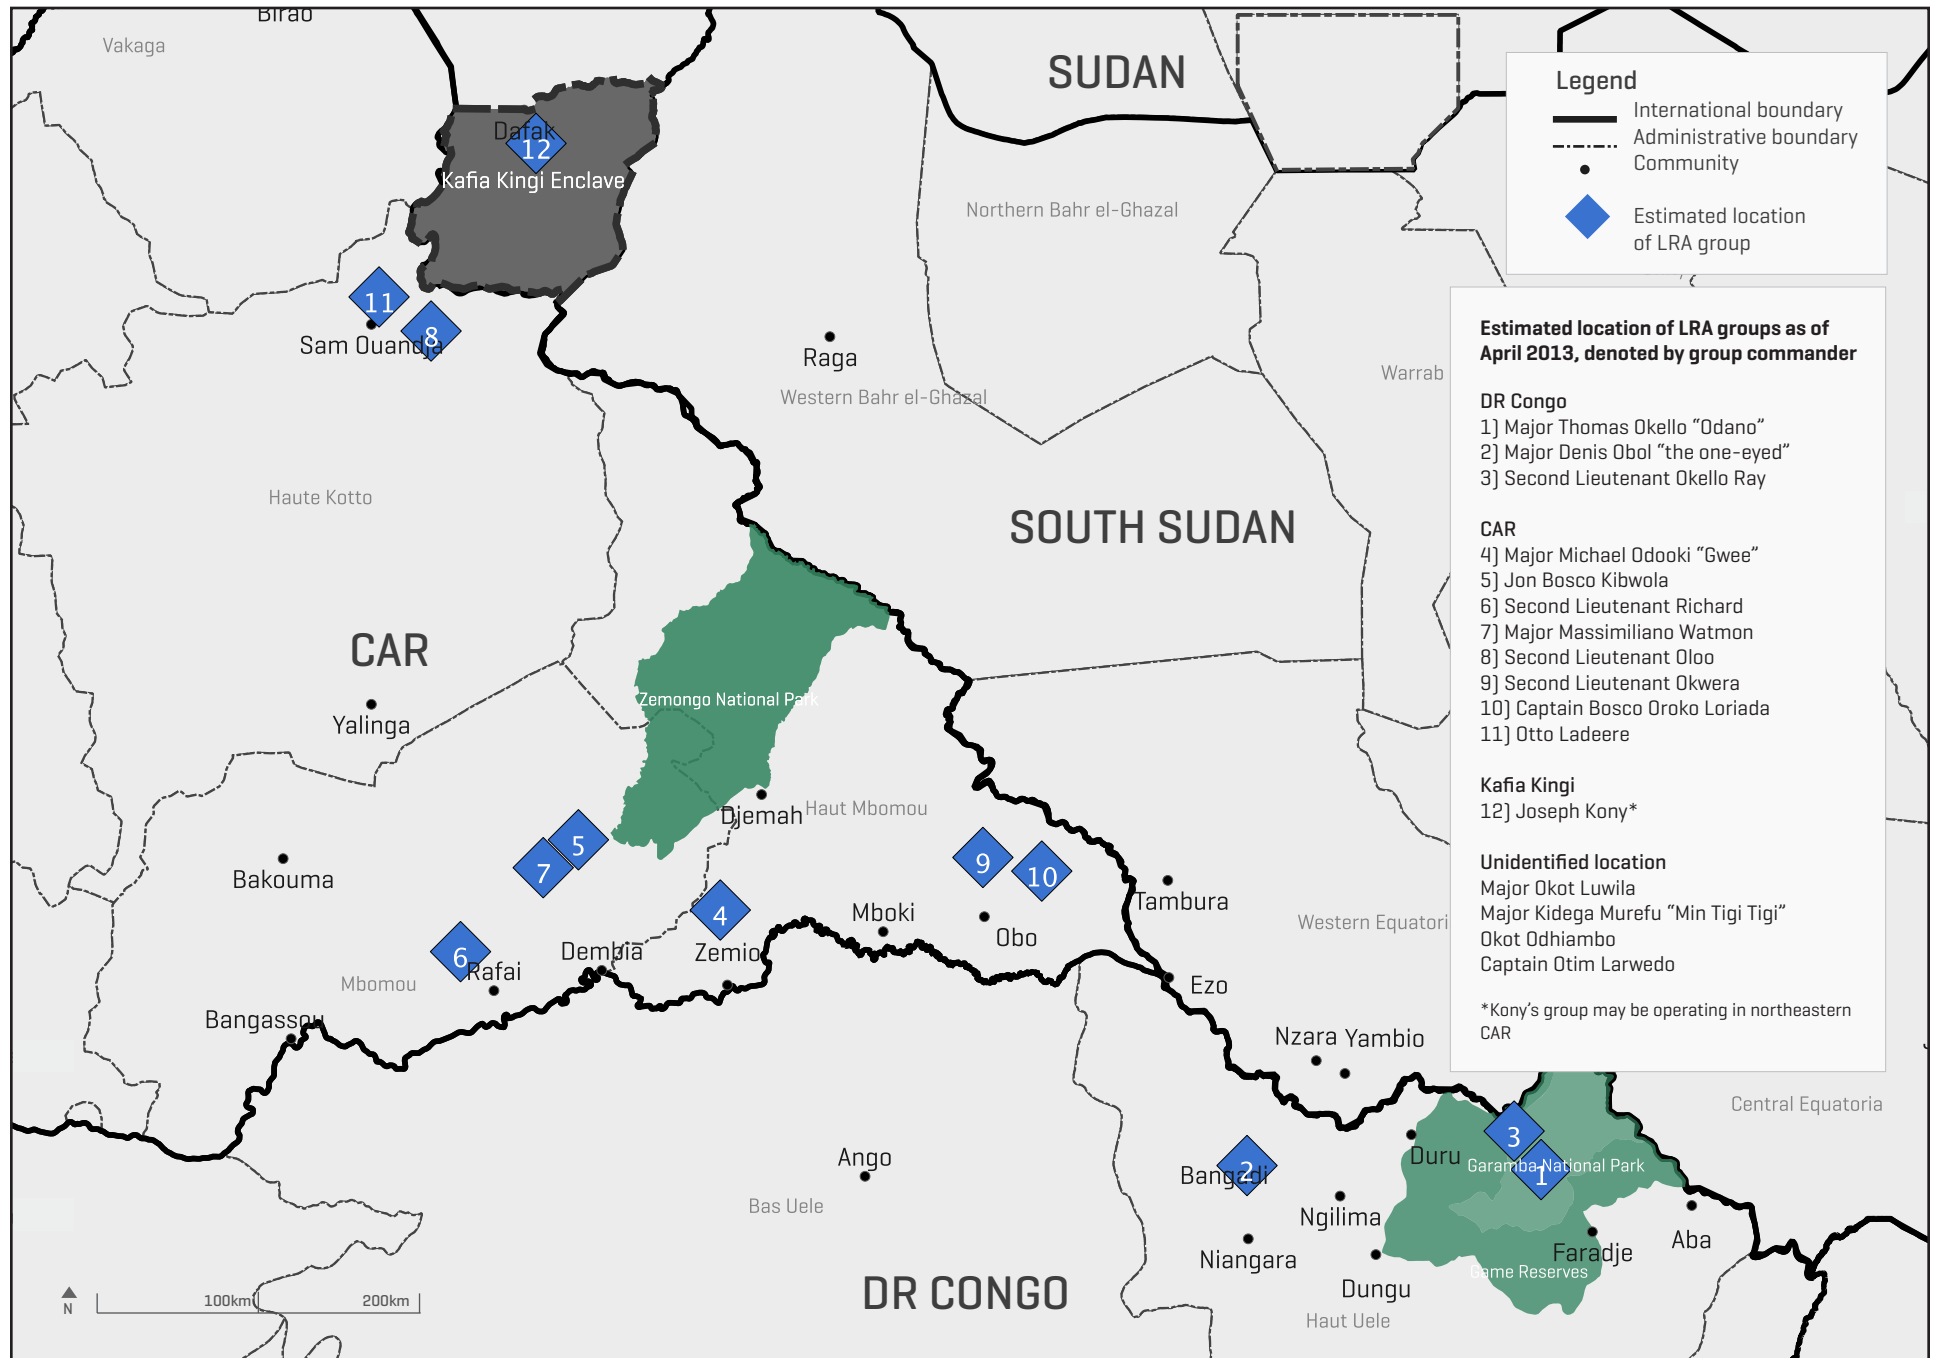 Birao
Vakaga
SUDAN
Dafak
12
Kafia Kingi Enclave
Northern Bahr el-Ghazal
11
8
Sam Ouandja
Raga
Western Bahr el-Ghazal
Warrab
Haute Kotto
SOUTH SUDAN
CAR
Zemongo National Park
Yalinga
Djemah
Haut Mbomou
5
7
9
10
Bakouma
Tambura
4
Mboki
Western Equatori
Obo
6
Rafai
Dembia
Zemio
Mbomou
Ezo
Bangassou
Nzara
Yambio
Central Equatoria
3
Duru
Garamba National Park
1
Ango
2
Bangadi
Bas Uele
Ngilima
Niangara
Faradje
Aba
Game Reserves
Dungu
DR CONGO
Haut Uele
N
100km
200km
Legend
International boundary
Administrative boundary
Community
Estimated location
of LRA group
Estimated location of LRA groups as of
April 2013, denoted by group commander
DR Congo
1) Major Thomas Okello “Odano”
2) Major Denis Obol “the one-eyed”
3) Second Lieutenant Okello Ray
CAR
4) Major Michael Odooki “Gwee”
5) Jon Bosco Kibwola
6) Second Lieutenant Richard
7) Major Massimiliano Watmon
8) Second Lieutenant Oloo
9) Second Lieutenant Okwera
10) Captain Bosco Oroko Loriada
11) Otto Ladeere
Kafia Kingi
12) Joseph Kony*
Unidentified location
Major Okot Luwila
Major Kidega Murefu “Min Tigi Tigi”
Okot Odhiambo
Captain Otim Larwedo
*Kony’s group may be operating in northeastern
CAR